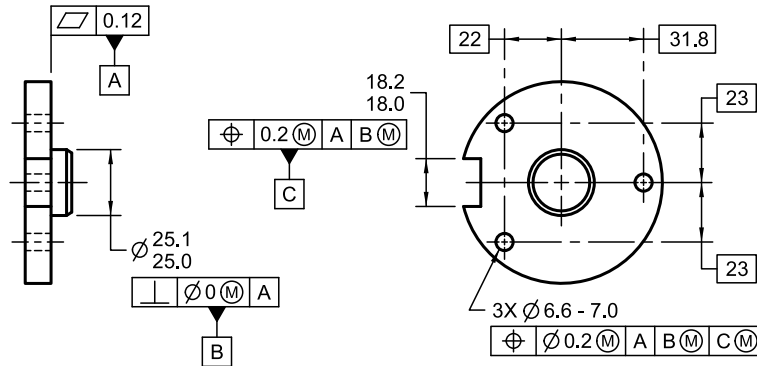 ⏥ 0.12
A
22
31.8
18.2
18.0
23
⌖ 0.2 Ⓜ A B Ⓜ
C
⌀ 25.1
25.0
⟂ ⌀0 Ⓜ A
B
23
3X ⌀ 6.6 - 7.0
⌖ ⌀0.2 Ⓜ A B Ⓜ C Ⓜ